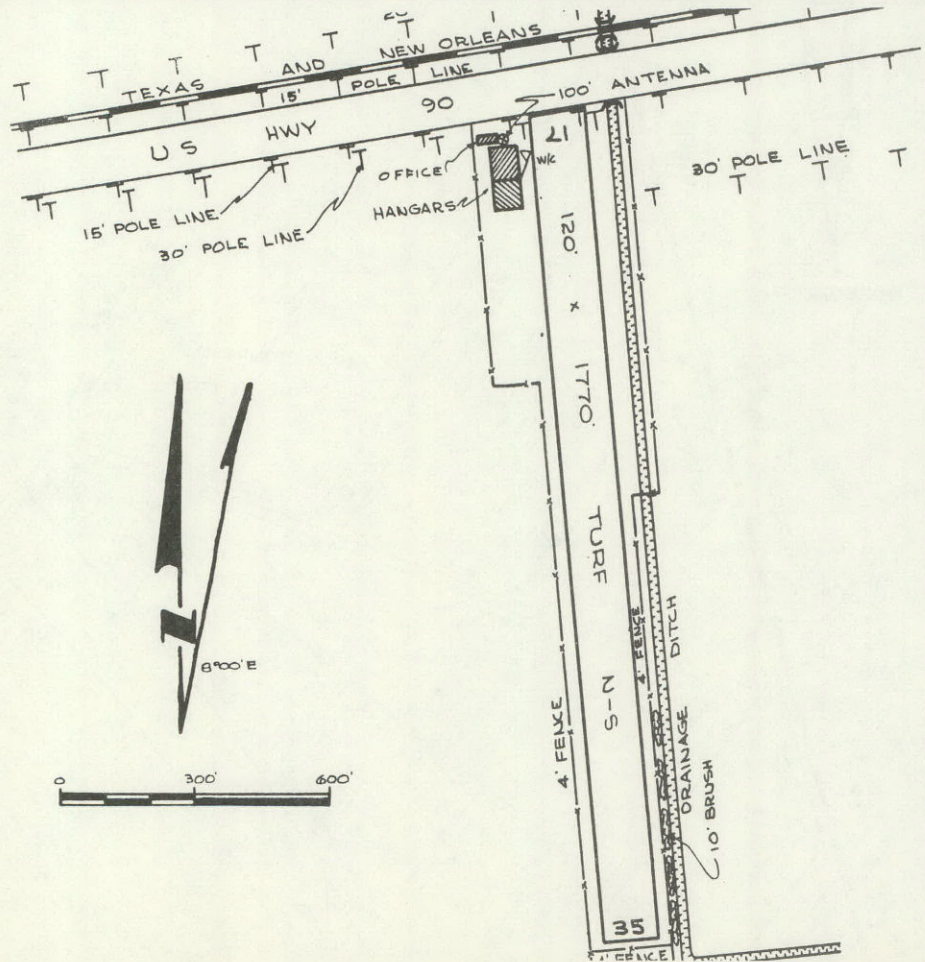 TEXAS AND NEW ORLEANS
15' POLE LINE
US HWY 90
100' ANTENNA
17
OFFICE
W/C
HANGARS
30' POLE LINE
15' POLE LINE
30' POLE LINE
120' x 1770' TURF N-S
N
8°00'E
0 300' 600'
4' FENCE
4' FENCE
DRAINAGE DITCH
10' BRUSH
35
4' FENCE